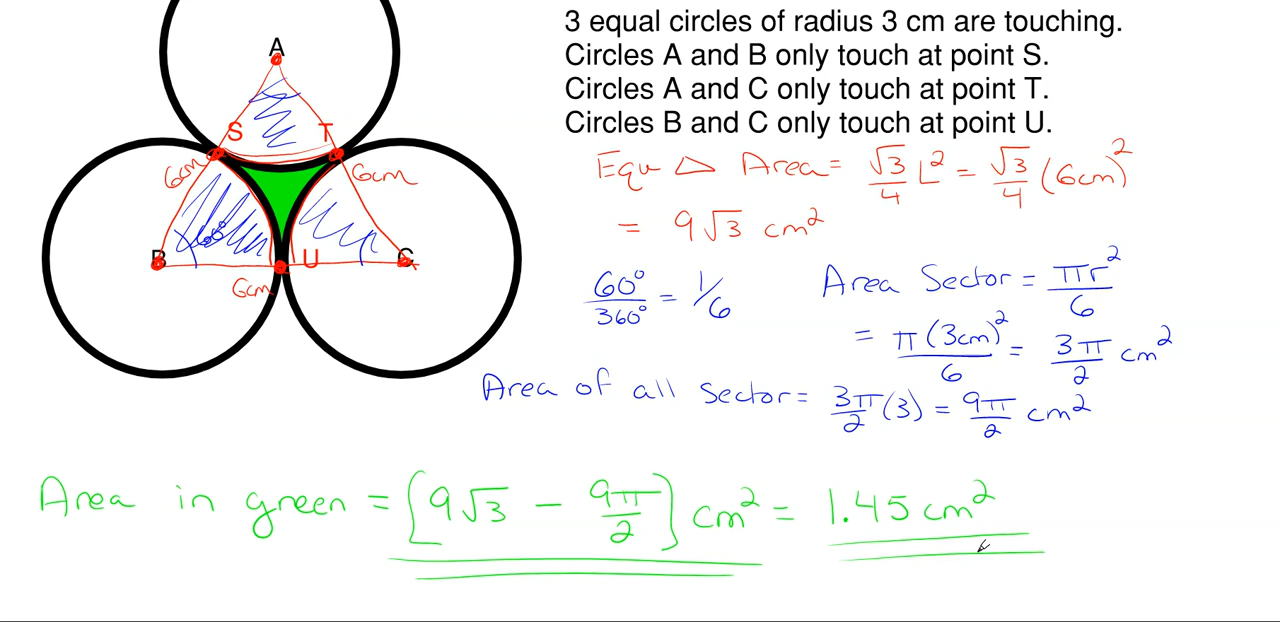 3 equal circles of radius 3 cm are touching.
Circles A and B only touch at point S.
Circles A and C only touch at point T.
Circles B and C only touch at point U.
A
S T
6cm 6cm
B 60° U C
6cm
Equ △ Area = √3/4 L² = √3/4 (6cm)²
= 9√3 cm²
60°/360° = 1/6
Area Sector = πr²/6
= π(3cm)²/6 = 3π/2 cm²
Area of all sector = 3π/2 (3) = 9π/2 cm²
Area in green = [9√3 − 9π/2] cm² = 1.45 cm²